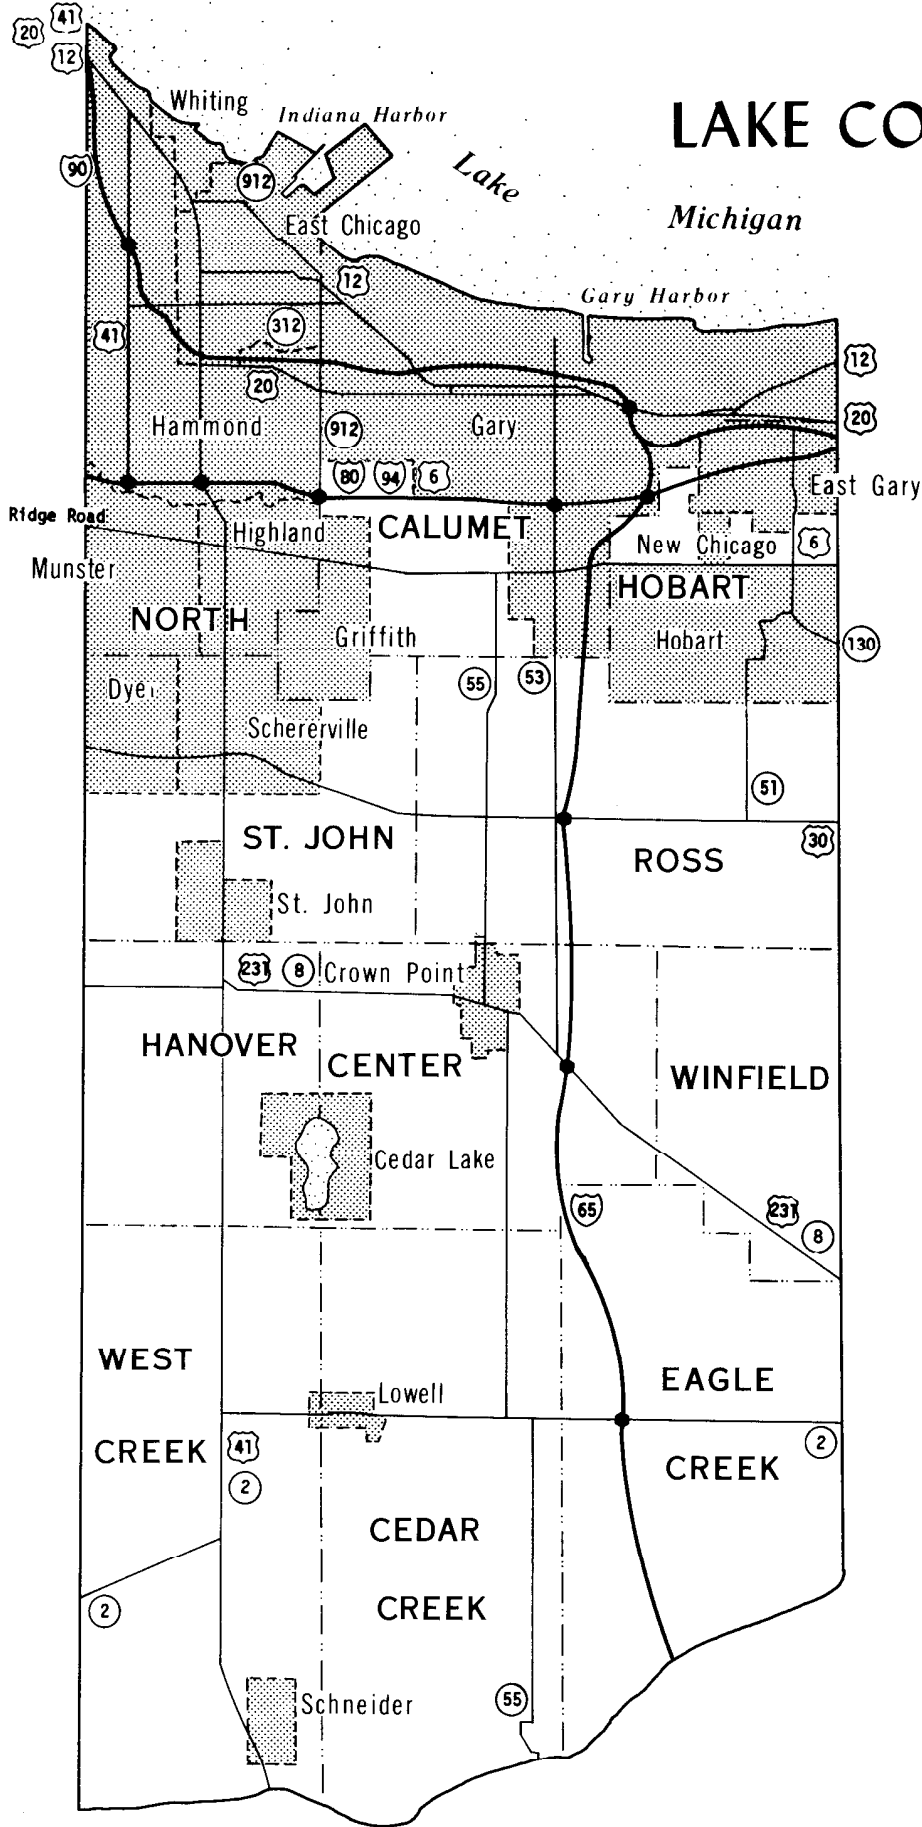 41
20
12
Whiting
Indiana Harbor
LAKE CO
Lake
Michigan
90
912
East Chicago
12
Gary Harbor
312
41
20
12
20
Hammond
912
Gary
80 94 6
East Gary
Ridge Road
Highland
CALUMET
New Chicago
6
Munster
HOBART
NORTH
Griffith
Hobart
130
Dyer
55
53
Schererville
51
ST. JOHN
ROSS
30
St. John
231 8 Crown Point
HANOVER
CENTER
WINFIELD
Cedar Lake
65
231
8
WEST
EAGLE
Lowell
CREEK
41
2
CREEK
2
CEDAR
CREEK
2
Schneider
55